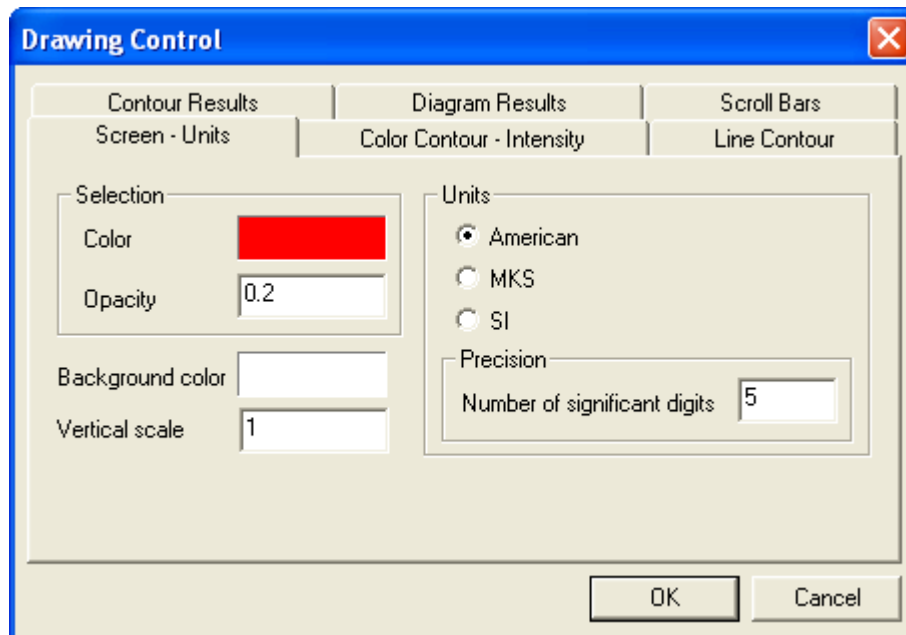 Drawing Control
Contour Results
Diagram Results
Scroll Bars
Screen - Units
Color Contour - Intensity
Line Contour
Selection
Color
Opacity
0.2
Background color
Vertical scale
1
Units
American
MKS
SI
Precision
Number of significant digits
5
OK
Cancel